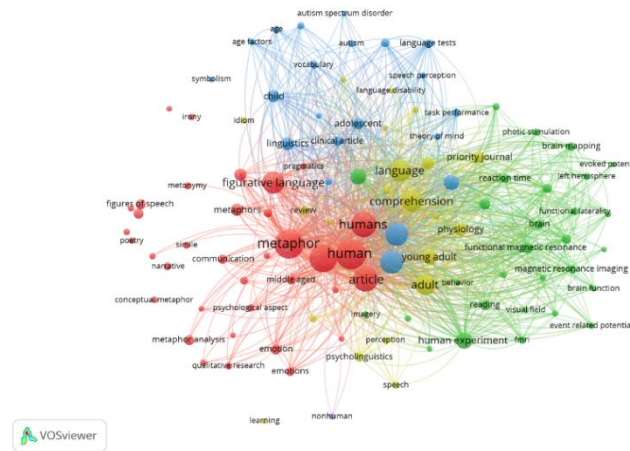 autism spectrum disorder
age
age factors
autism
language tests
vocabulary
symbolism
speech perception
language disability
child
irony
idiom
adolescent
task performance
linguistics
clinical article
theory of mind
photic stimulation
brain mapping
pragmatics
language
priority journal
evoked poten
metonymy
figurative language
reaction time
left hemisphere
figures of speech
metaphors
review
comprehension
functional laterality
poetry
simile
metaphor
humans
physiology
brain
narrative
communication
human
young adult
functional magnetic resonance
conceptual metaphor
middle aged
article
adult
behavior
magnetic resonance imaging
brain function
psychological aspect
imagery
reading
visual field
metaphor analysis
emotion
perception
human experiment
fmri
event related potentia
qualitative research
emotions
psycholinguistics
speech
learning
nonhuman
VOSviewer